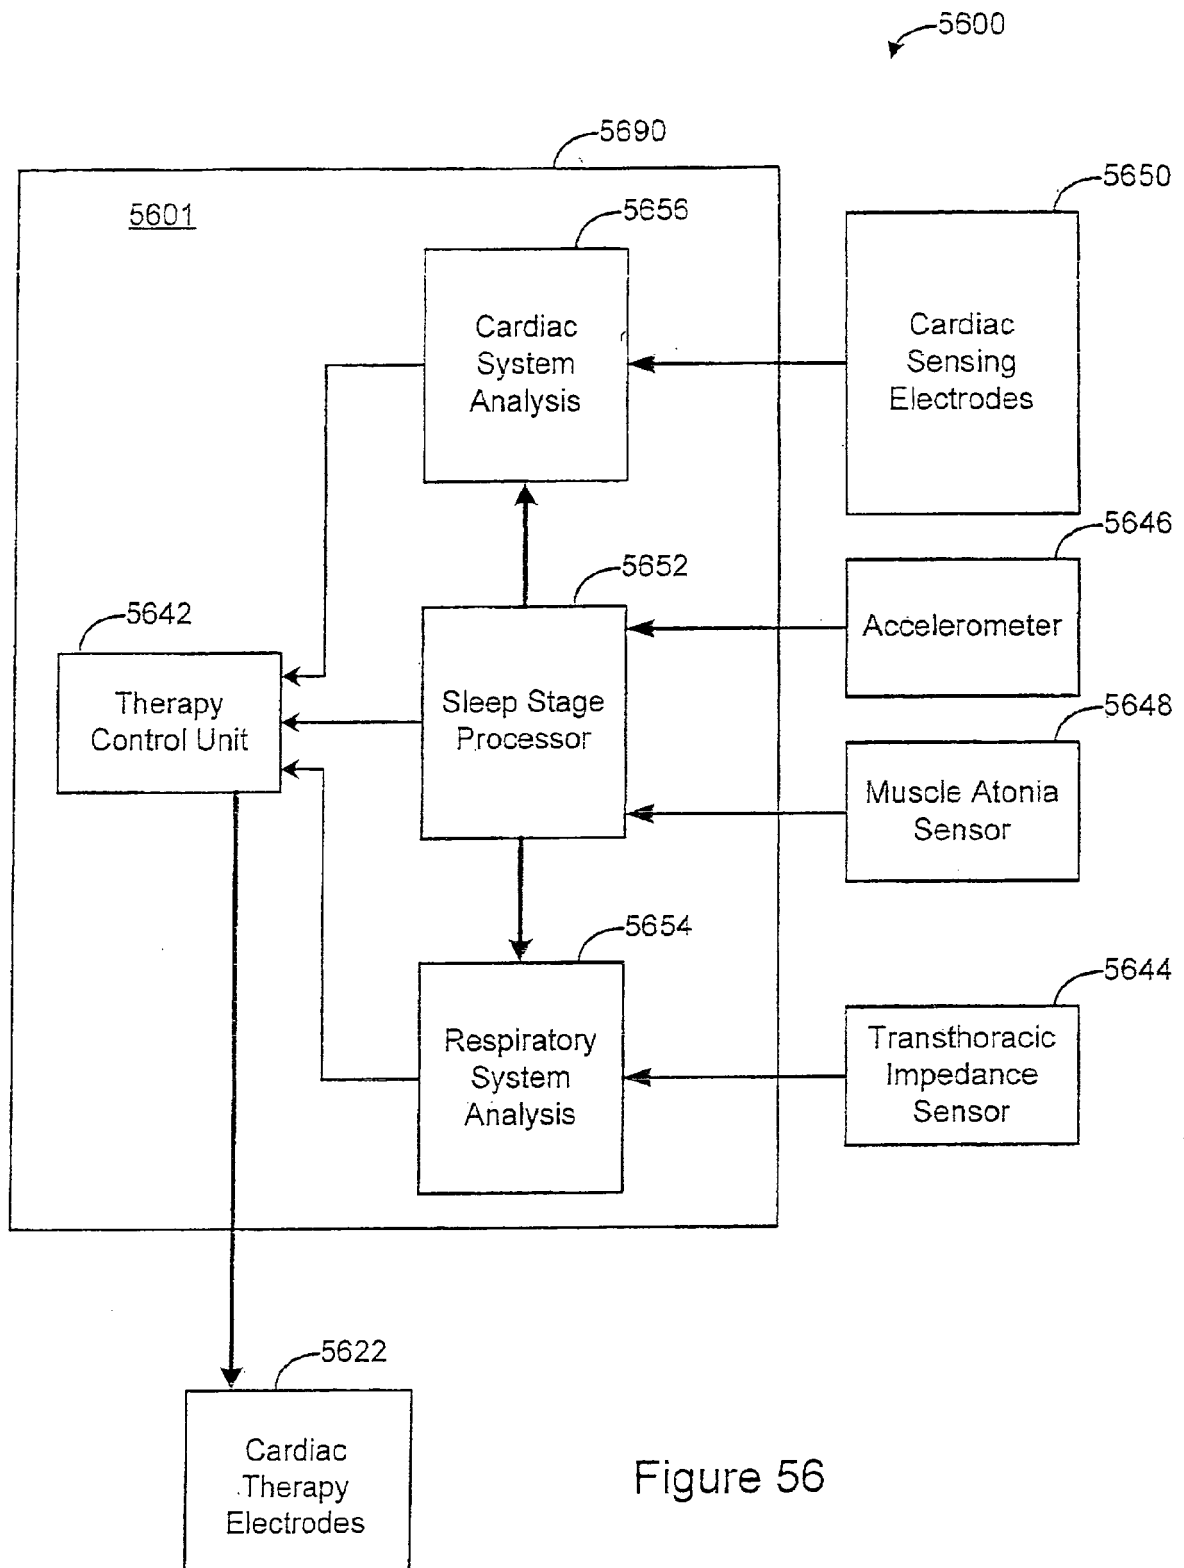 5600
5690
5650
5601
5656
Cardiac
System
Analysis
Cardiac
Sensing
Electrodes
5646
5652
Accelerometer
5642
5648
Therapy
Control Unit
Sleep Stage
Processor
Muscle Atonia
Sensor
5654
5644
Respiratory
System
Analysis
Transthoracic
Impedance
Sensor
5622
Cardiac
Therapy
Electrodes
Figure 56